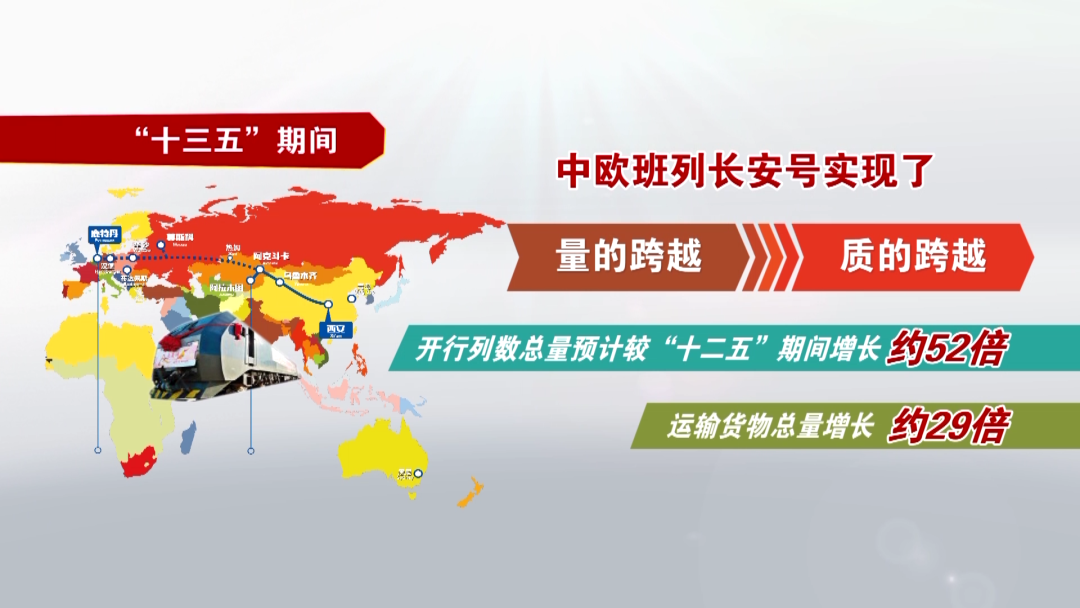 “十三五”期间
中欧班列长安号实现了
量的跨越
质的跨越
开行列数总量预计较“十二五”期间增长 约52倍
运输货物总量增长 约29倍
鹿特丹
莫斯科
热姆
阿克斗卡
乌鲁木齐
阿拉木图
西安